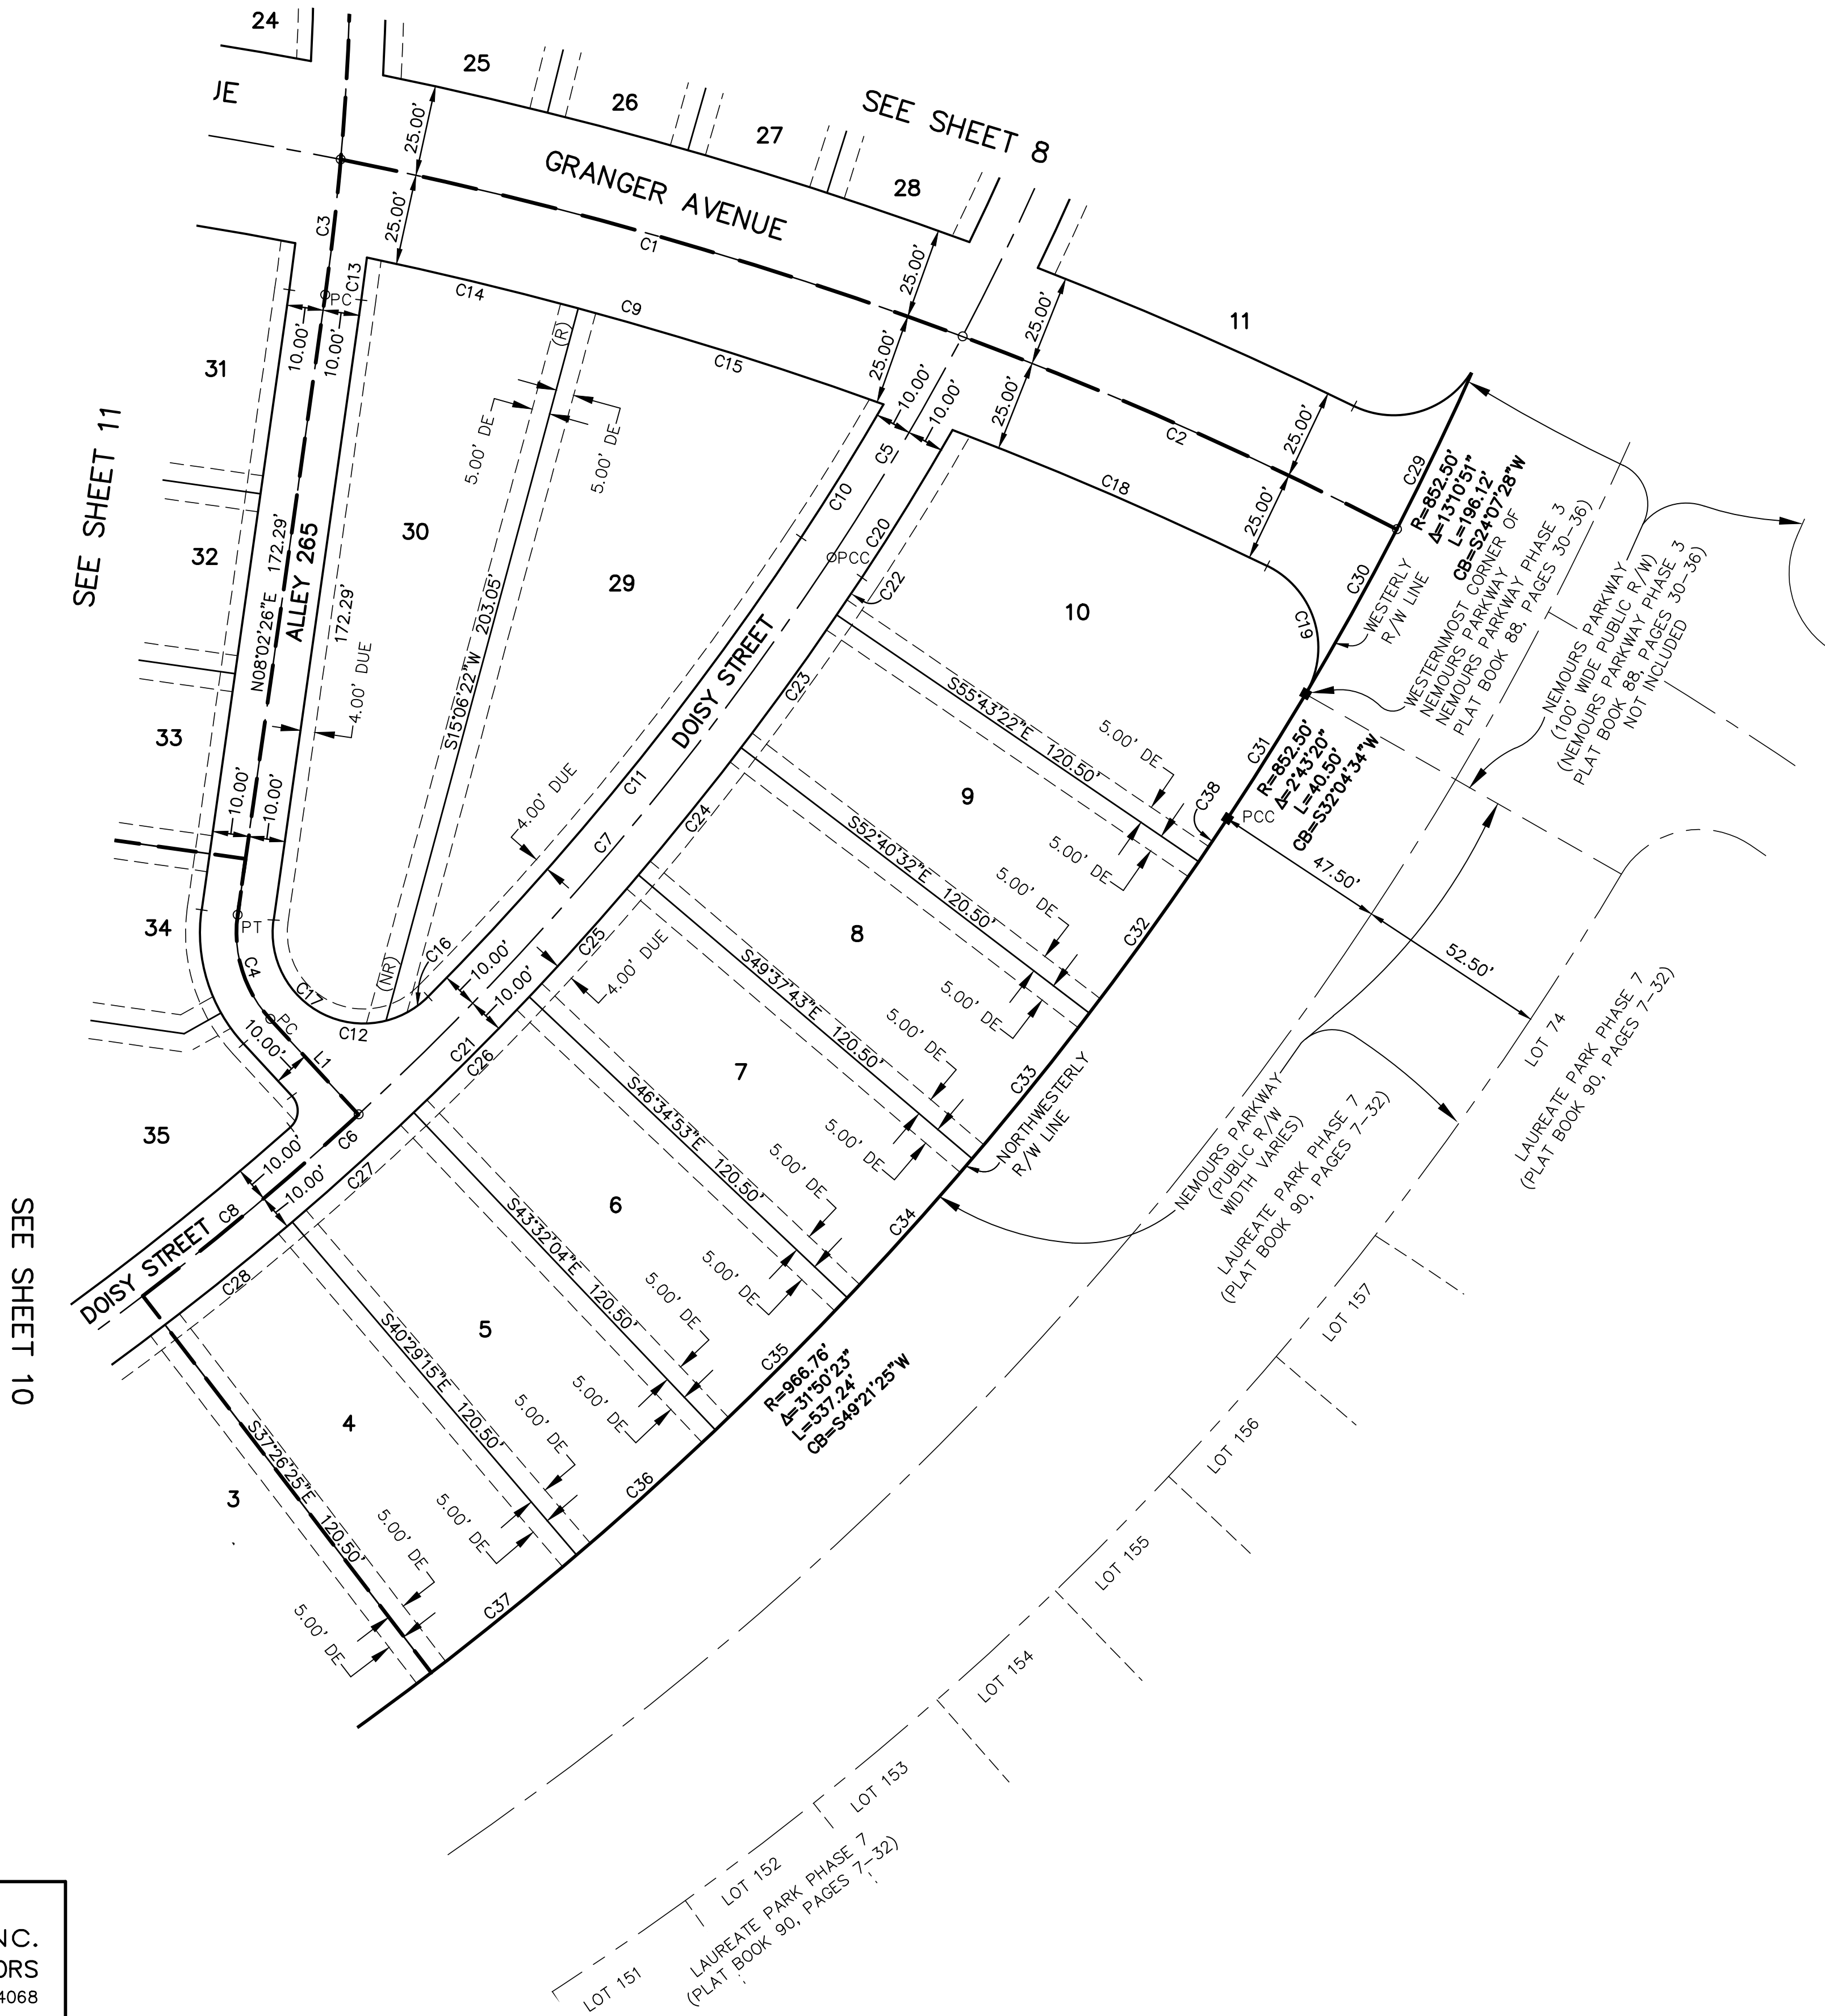 24
25
26
27
28
SEE SHEET 8
UE
GRANGER AVENUE
25.00'
25.00'
C1
C3
C13
PC
10.00'
10.00'
C14
C9
C15
(R)
25.00'
25.00'
25.00'
25.00'
10.00'
10.00'
11
C2
25.00'
25.00'
C18
C19
C5
C10
C20
PCC
C22
C29
C30
R=852.50'
Δ=13°10'51"
L=196.12'
CB=S24°07'28"W
WESTERLY
R/W LINE
WESTERNMOST CORNER OF
NEMOURS PARKWAY
NEMOURS PARKWAY PHASE 3
PLAT BOOK 88, PAGES 30-36)
NEMOURS PARKWAY
(100' WIDE PUBLIC R/W)
(NEMOURS PARKWAY PHASE 3
PLAT BOOK 88, PAGES 30-36)
NOT INCLUDED
SEE SHEET 11
31
32
33
34
35
N08°02'26"E 172.29'
ALLEY 265
172.29'
4.00' DUE
30
29
5.00' DE
5.00' DE
S15°06'22"W 203.05'
10.00'
10.00'
PT
C4
C17
(NR)
C16
C12
PC
10.00'
L1
4.00' DUE
C11
C7
DOISY STREET
C23
C24
C25
4.00' DUE
10.00'
10.00'
C21
C26
C6
C27
10.00'
10.00'
C8
DOISY STREET
C28
SEE SHEET 10
10
S55°43'22"E 120.50'
5.00' DE
5.00' DE
C38
C31
PCC
R=852.50'
Δ=2°43'20"
L=40.50'
CB=S32°04'34"W
47.50'
52.50'
9
S52°40'32"E 120.50'
5.00' DE
5.00' DE
C32
8
S49°37'43"E 120.50'
5.00' DE
5.00' DE
C33
NORTHWESTERLY
R/W LINE
7
S46°34'53"E 120.50'
5.00' DE
5.00' DE
C34
6
S43°32'04"E 120.50'
5.00' DE
5.00' DE
C35
R=966.76'
Δ=31°50'23"
L=537.24'
CB=S49°21'25"W
5
S40°29'15"E 120.50'
5.00' DE
5.00' DE
C36
4
S37°26'25"E 120.50'
5.00' DE
5.00' DE
C37
3
NEMOURS PARKWAY
(PUBLIC R/W
WIDTH VARIES)
LAUREATE PARK PHASE 7
(PLAT BOOK 90, PAGES 7-32)
LOT 74
LAUREATE PARK PHASE 7
(PLAT BOOK 90, PAGES 7-32)
LOT 157
LOT 156
LOT 155
LOT 154
LOT 153
LOT 152
LOT 151
LAUREATE PARK PHASE 7
(PLAT BOOK 90, PAGES 7-32)
NC.
ORS
4068